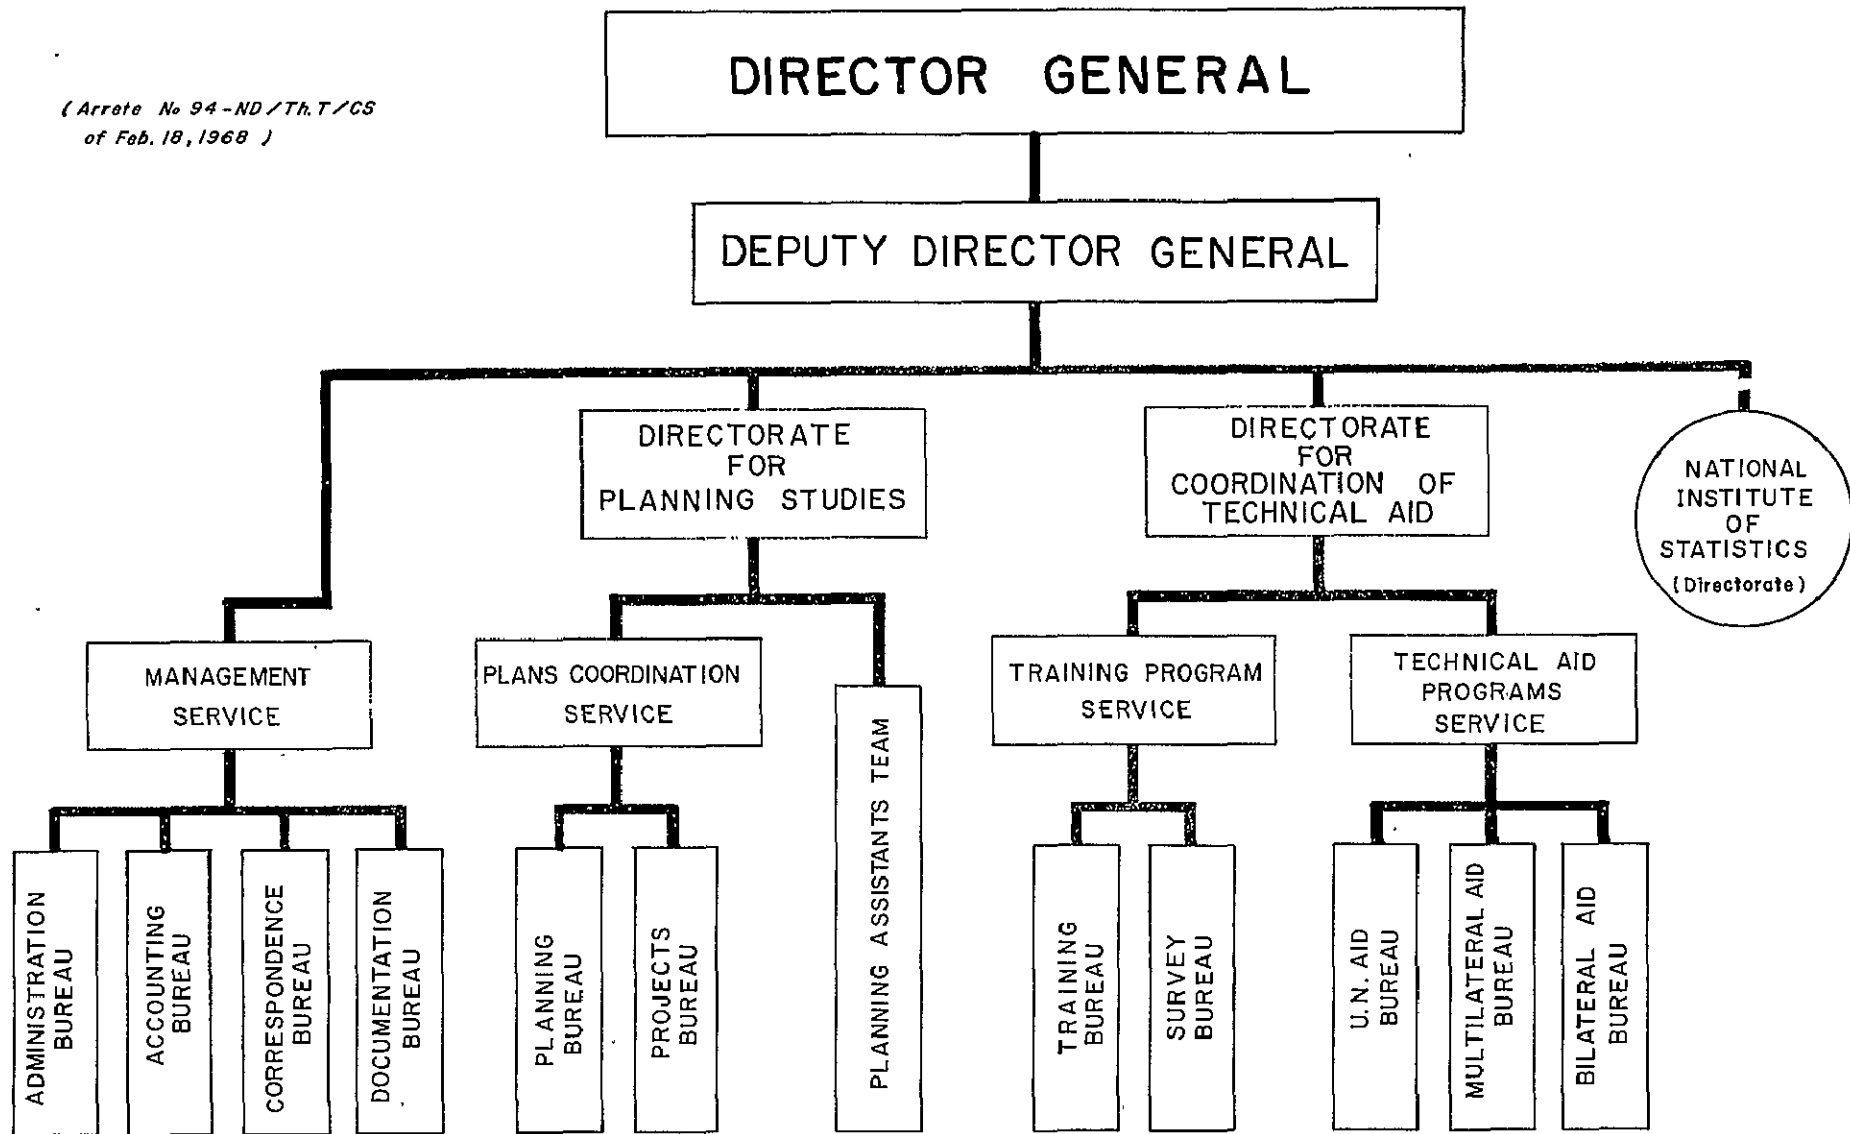 (Arrete No 94-ND/Th.T/CS
of Feb. 18, 1968 )
DIRECTOR GENERAL
DEPUTY DIRECTOR GENERAL
DIRECTORATE
FOR
PLANNING STUDIES
DIRECTORATE
FOR
COORDINATION OF
TECHNICAL AID
NATIONAL
INSTITUTE
OF
STATISTICS
(Directorate)
MANAGEMENT
SERVICE
PLANS COORDINATION
SERVICE
PLANNING ASSISTANTS TEAM
TRAINING PROGRAM
SERVICE
TECHNICAL AID
PROGRAMS
SERVICE
ADMINISTRATION
BUREAU
ACCOUNTING
BUREAU
CORRESPONDENCE
BUREAU
DOCUMENTATION
BUREAU
PLANNING
BUREAU
PROJECTS
BUREAU
TRAINING
BUREAU
SURVEY
BUREAU
U.N. AID
BUREAU
MULTILATERAL AID
BUREAU
BILATERAL AID
BUREAU